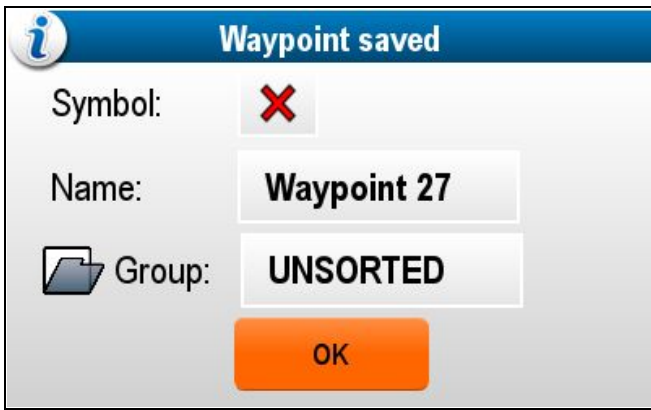 Waypoint saved
Symbol:
Name: Waypoint 27
Group: UNSORTED
OK